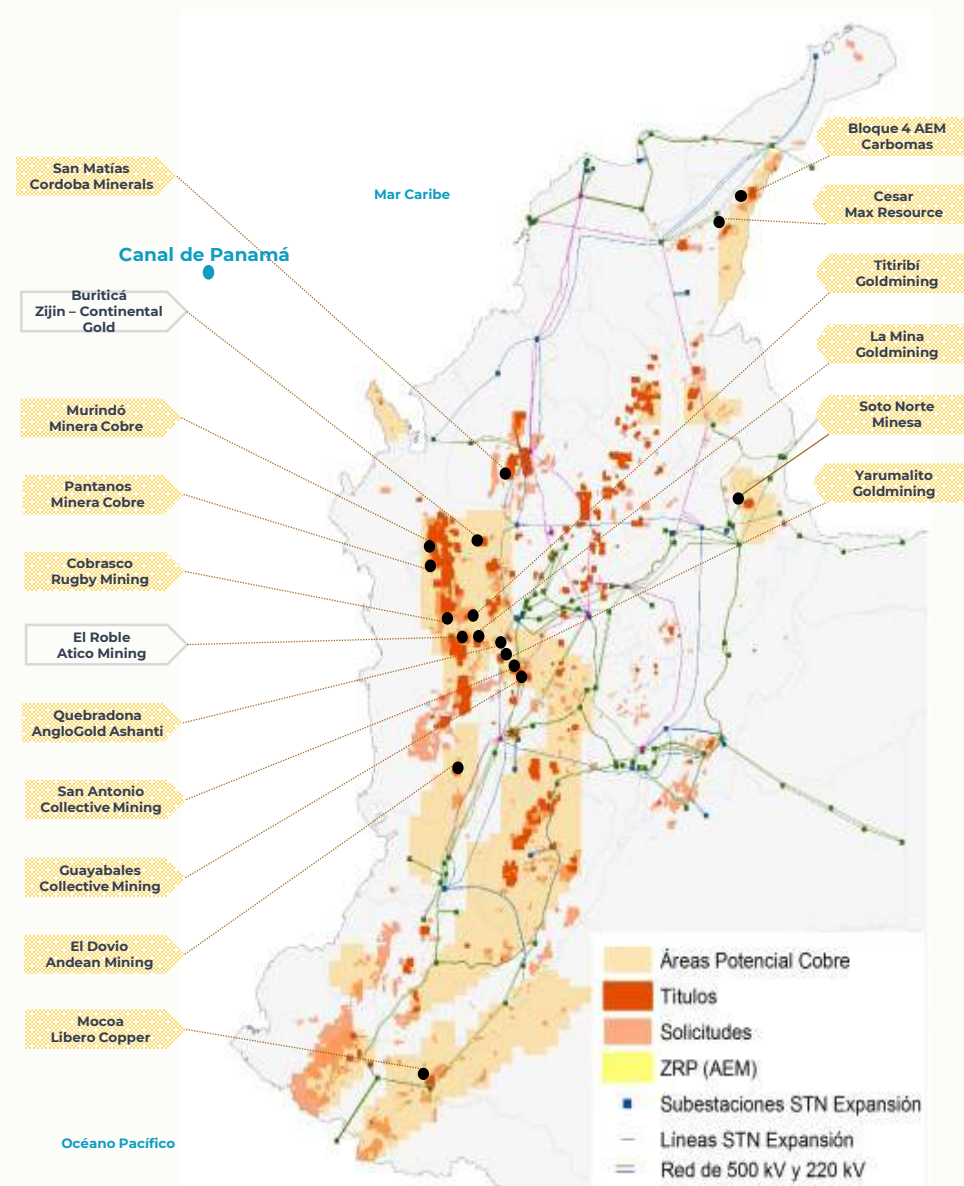 Bloque 4 AEM
Carbomas
San Matías
Cordoba Minerals
Mar Caribe
Cesar
Max Resource
Canal de Panamá
Titiribí
Goldmining
Buriticá
Zijin – Continental
Gold
La Mina
Goldmining
Murindó
Minera Cobre
Soto Norte
Minesa
Pantanos
Minera Cobre
Yarumalito
Goldmining
Cobrasco
Rugby Mining
El Roble
Atico Mining
Quebradona
AngloGold Ashanti
San Antonio
Collective Mining
Guayabales
Collective Mining
El Dovio
Andean Mining
Mocoa
Libero Copper
Océano Pacífico
Áreas Potencial Cobre
Titulos
Solicitudes
ZRP (AEM)
Subestaciones STN Expansión
Lineas STN Expansión
Red de 500 kV y 220 kV